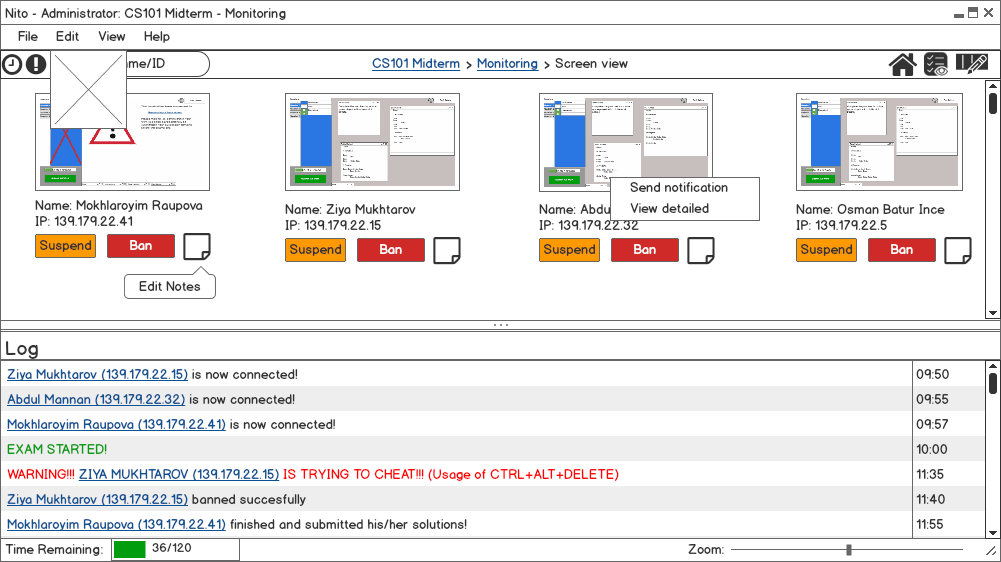 Nito - Administrator: CS101 Midterm - Monitoring
File Edit View Help
me/ID
CS101 Midterm > Monitoring > Screen view
Name: Mokhlaroyim Raupova
IP: 139.179.22.41
Suspend Ban
Edit Notes
Name: Ziya Mukhtarov
IP: 139.179.22.15
Suspend Ban
Send notification
View detailed
Name: Abdu
IP: 139.179.22.32
Suspend Ban
Name: Osman Batur Ince
IP: 139.179.22.5
Suspend Ban
Log
Ziya Mukhtarov (139.179.22.15) is now connected! 09:50
Abdul Mannan (139.179.22.32) is now connected! 09:55
Mokhlaroyim Raupova (139.179.22.41) is now connected! 09:57
EXAM STARTED! 10:00
WARNING!!! ZIYA MUKHTAROV (139.179.22.15) IS TRYING TO CHEAT!!! (Usage of CTRL+ALT+DELETE) 11:35
Ziya Mukhtarov (139.179.22.15) banned succesfully 11:40
Mokhlaroyim Raupova (139.179.22.41) finished and submitted his/her solutions! 11:55
Time Remaining: 36/120
Zoom: